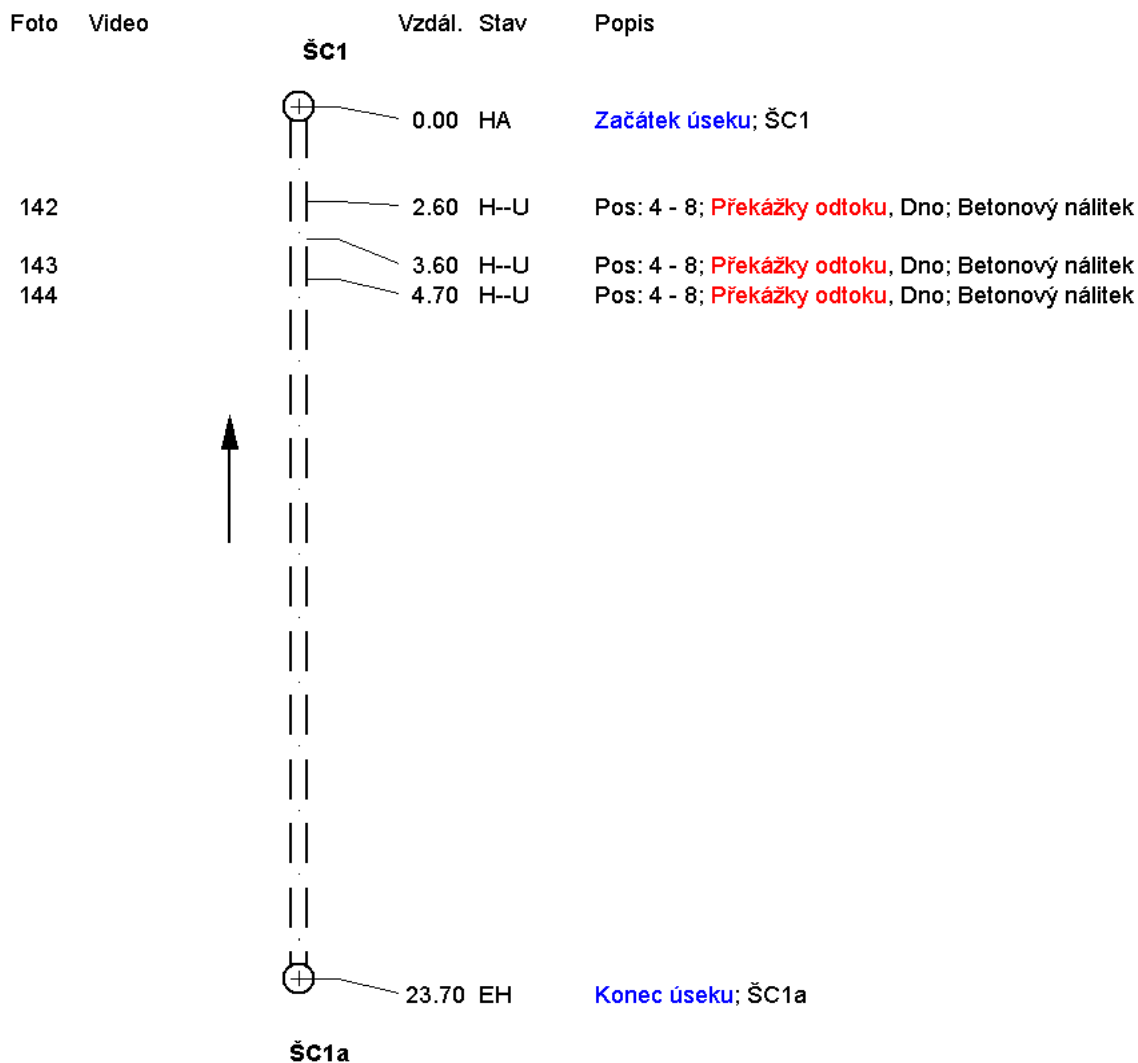 Foto Video Vzdál. Stav Popis
ŠC1
0.00 HA Začátek úseku; ŠC1
142 2.60 H--U Pos: 4 - 8; Překážky odtoku, Dno; Betonový nálitek
143 3.60 H--U Pos: 4 - 8; Překážky odtoku, Dno; Betonový nálitek
144 4.70 H--U Pos: 4 - 8; Překážky odtoku, Dno; Betonový nálitek
23.70 EH Konec úseku; ŠC1a
ŠC1a